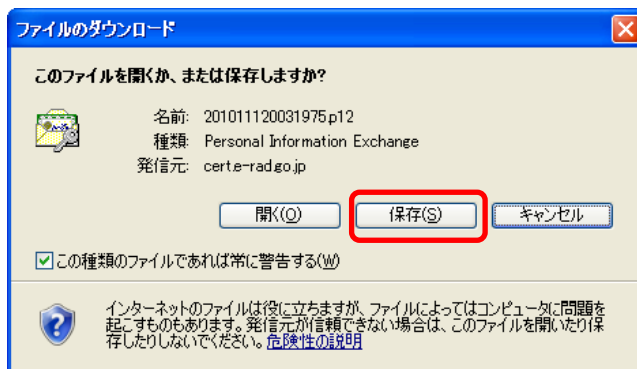 ファイルのダウンロード
このファイルを開くか、または保存しますか?
名前: 201011120031975.p12
種類: Personal Information Exchange
発信元: cert.e-rad.go.jp
開く(O) 保存(S) キャンセル
この種類のファイルであれば常に警告する(W)
インターネットのファイルは役に立ちますが、ファイルによってはコンピュータに問題を
起こすものもあります。発信元が信頼できない場合は、このファイルを開いたり保
存したりしないでください。危険性の説明